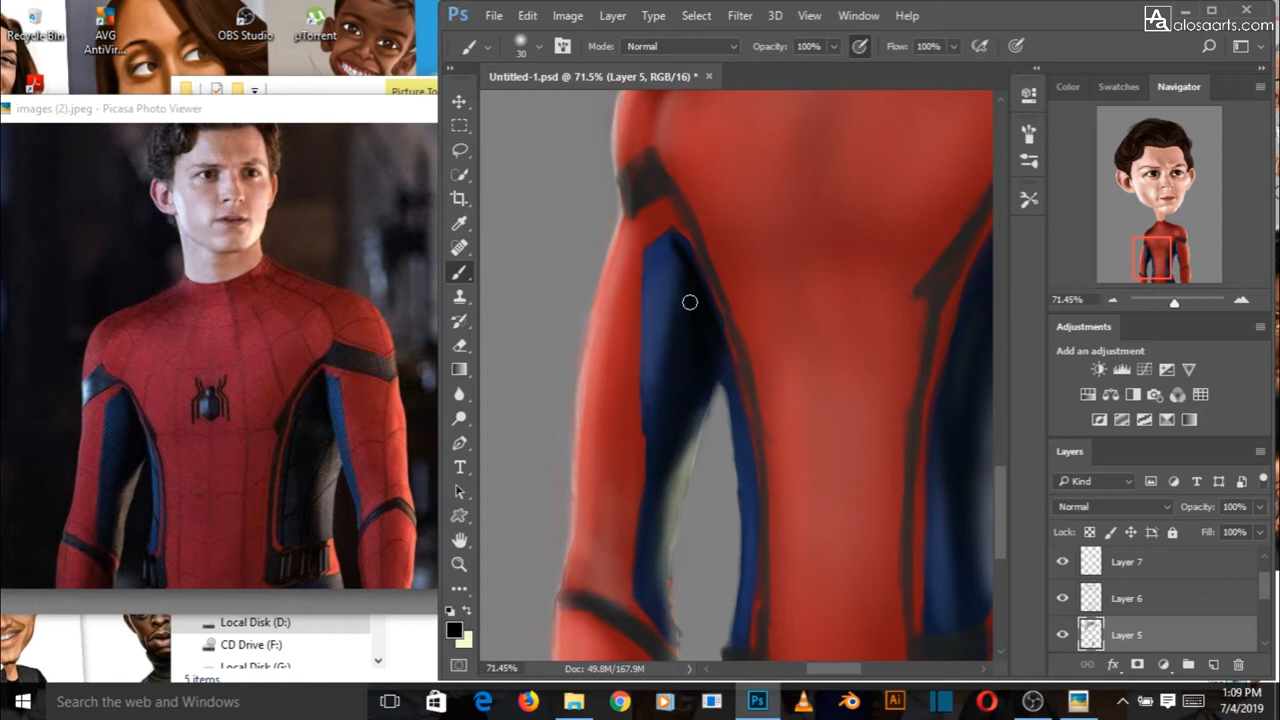 Recycle Bin
AVG
AntiVir...
OBS Studio
µTorrent
Picture To
images (2).jpeg - Picasa Photo Viewer
Local Disk (D:)
CD Drive (F:)
Local Disk (G:)
5 items
Ps File Edit Image Layer Type Select Filter 3D View Window Help
Aolosaarts.com
30 Mode: Normal Opacity: 100% Flow: 100%
Untitled-1.psd @ 71.5% (Layer 5, RGB/16) *
Color Swatches Navigator
71.45%
Adjustments
Add an adjustment
Layers
Kind
Normal Opacity: 100%
Lock: Fill: 100%
Layer 7
Layer 6
Layer 5
71.45% Doc: 49.8M/167.9M
Search the web and Windows
Ps
Ai
1:09 PM
7/4/2019